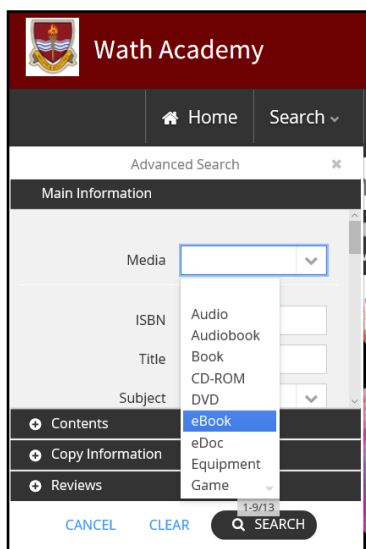 Wath Academy
Home Search
Advanced Search
Main Information
Media
ISBN
Title
Subject
Audio
Audiobook
Book
CD-ROM
DVD
eBook
eDoc
Equipment
Game
1-9/13
Contents
Copy Information
Reviews
CANCEL CLEAR SEARCH